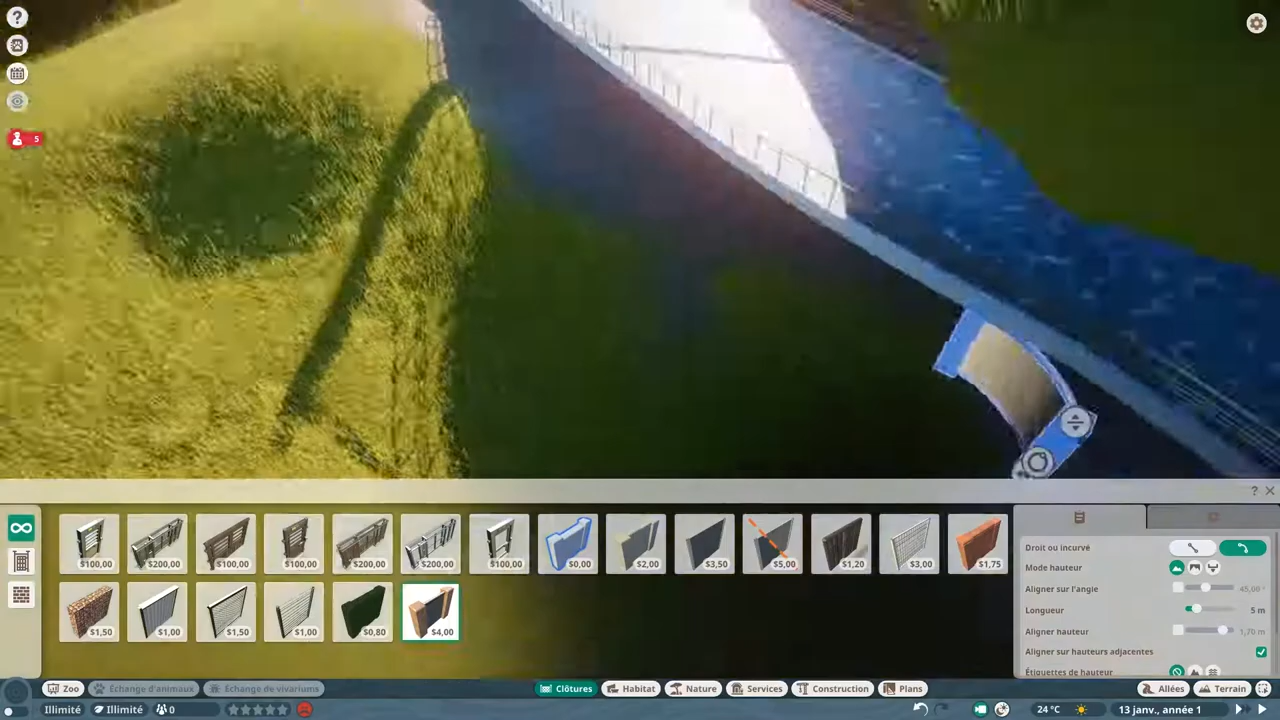 ?
5
? ×
$100,00 $200,00 $100,00 $100,00 $200,00 $200,00 $100,00 $0,00 $2,00 $3,50 $5,00 $1,20 $3,00 $1,75
$1,50 $1,00 $1,50 $1,00 $0,80 $4,00
Droit ou incurvé
Mode hauteur
Aligner sur l'angle 45,00 °
Longueur 5 m
Aligner hauteur 1,70 m
Aligner sur hauteurs adjacentes
Étiquettes de hauteur
Zoo Échange d'animaux Échange de vivariums Clôtures Habitat Nature Services Construction Plans Allées Terrain
Illimité Illimité 0 24 °C 13 janv., année 1